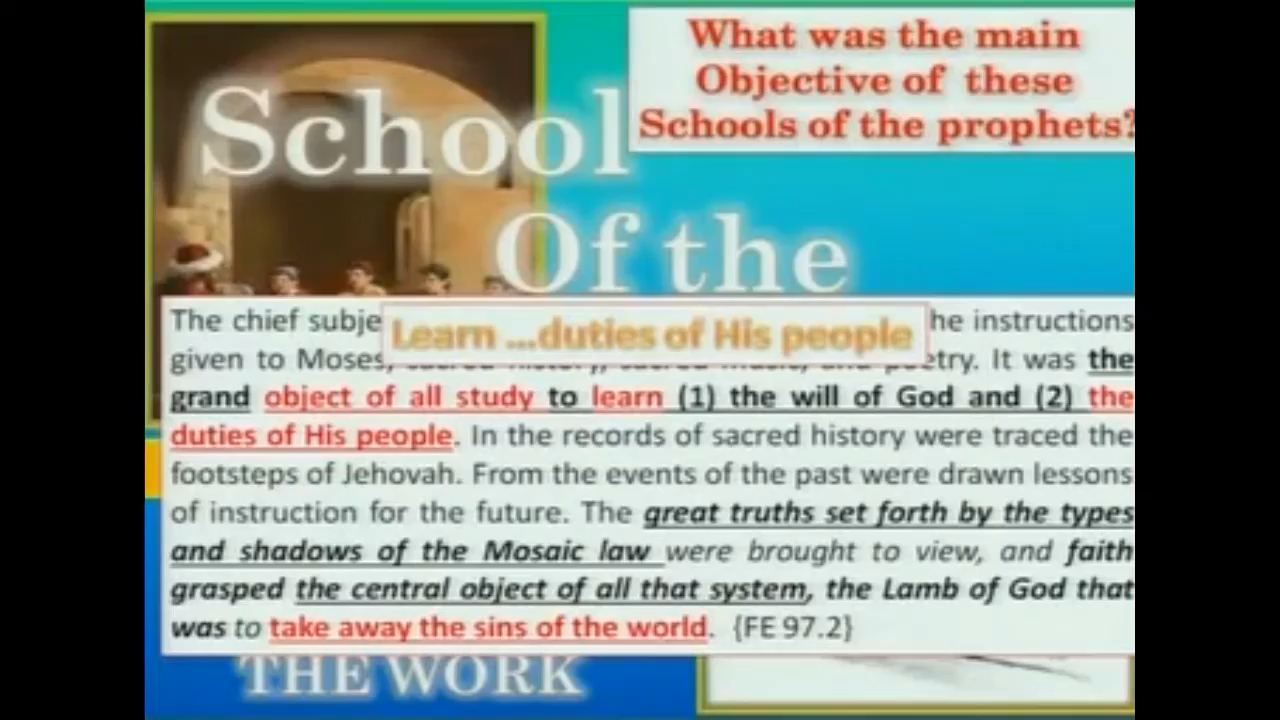 What was the main
Objective of these
Schools of the prophets?
School
Of the
Learn ...duties of His people
The chief subje he instructions
given to Moses, sacred history, sacred music, and poetry. It was the
grand object of all study to learn (1) the will of God and (2) the
duties of His people. In the records of sacred history were traced the
footsteps of Jehovah. From the events of the past were drawn lessons
of instruction for the future. The great truths set forth by the types
and shadows of the Mosaic law were brought to view, and faith
grasped the central object of all that system, the Lamb of God that
was to take away the sins of the world. {FE 97.2}
THE WORK